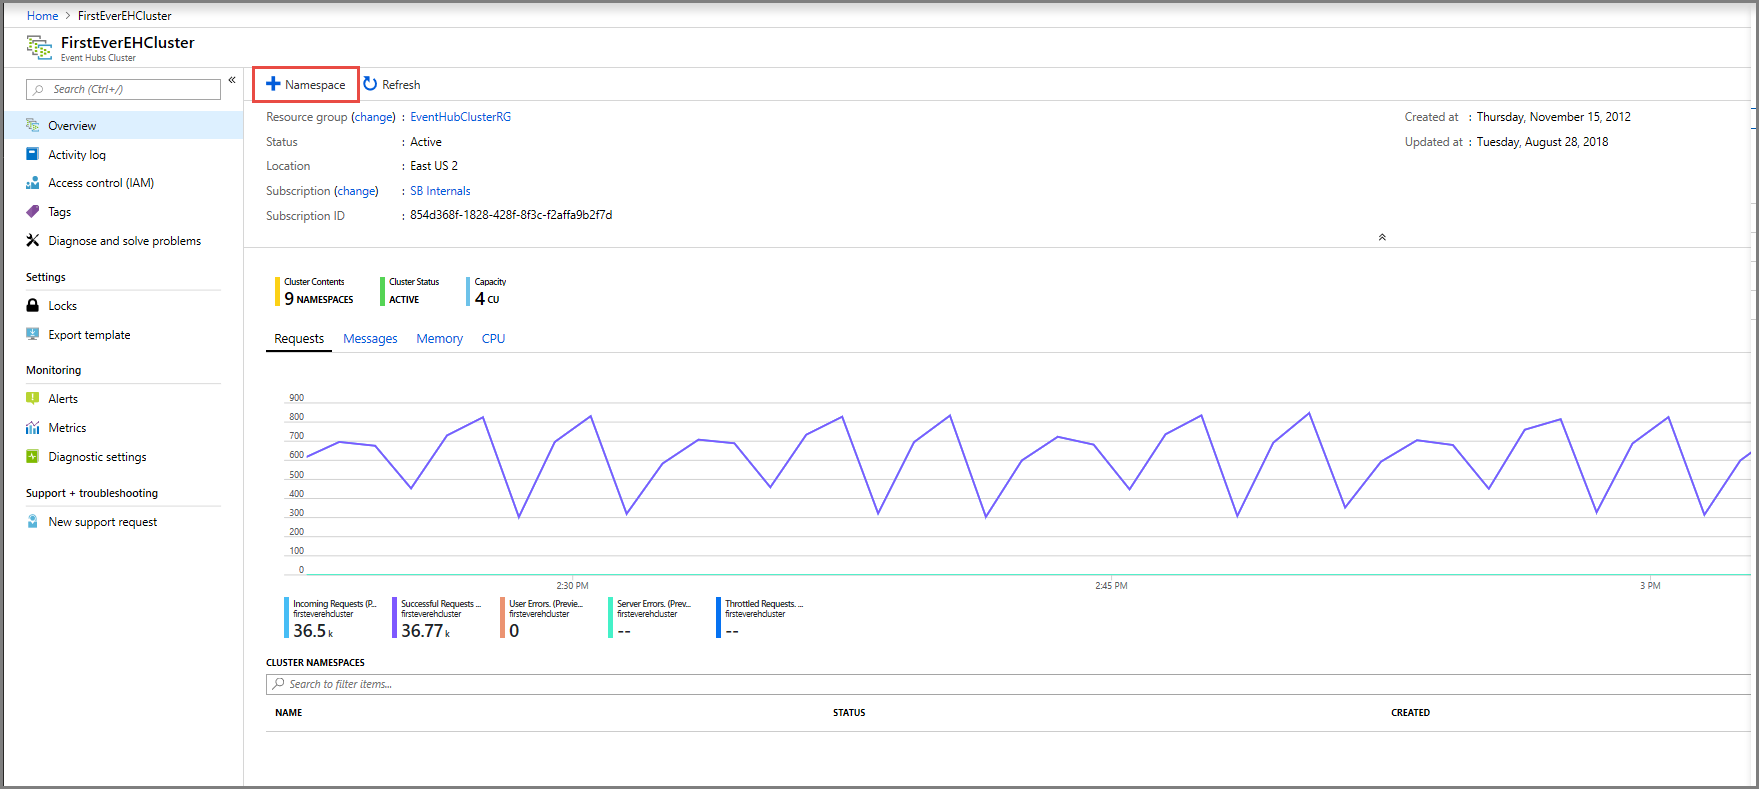 Home > FirstEverEHCluster
FirstEverEHCluster
Event Hubs Cluster
Search (Ctrl+/)
«
Overview
Activity log
Access control (IAM)
Tags
Diagnose and solve problems
Settings
Locks
Export template
Monitoring
Alerts
Metrics
Diagnostic settings
Support + troubleshooting
New support request
Namespace Refresh
Resource group (change) : EventHubClusterRG
Status : Active
Location : East US 2
Subscription (change) : SB Internals
Subscription ID : 854d368f-1828-428f-8f3c-f2affa9b2f7d
Created at : Thursday, November 15, 2012
Updated at : Tuesday, August 28, 2018
Cluster Contents
9 NAMESPACES
Cluster Status
ACTIVE
Capacity
4 CU
Requests Messages Memory CPU
900
800
700
600
500
400
300
200
100
0
2:30 PM 2:45 PM 3 PM
Incoming Requests (P...
firsteverehcluster
36.5 k
Successful Requests ...
firsteverehcluster
36.77 k
User Errors. (Previe...
firsteverehcluster
0
Server Errors. (Prev...
firsteverehcluster
--
Throttled Requests. ...
firsteverehcluster
--
CLUSTER NAMESPACES
Search to filter items...
NAME STATUS CREATED